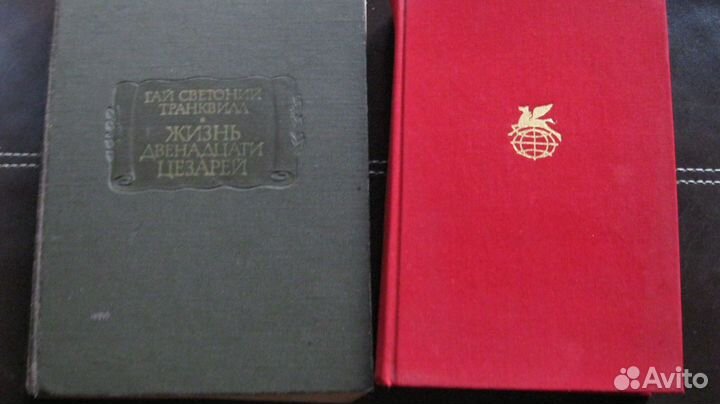 ГАЙ СВЕТОНИЙ
ТРАНКВИЛЛ
ЖИЗНЬ
ДВЕНАДЦАТИ
ЦЕЗАРЕЙ
Avito